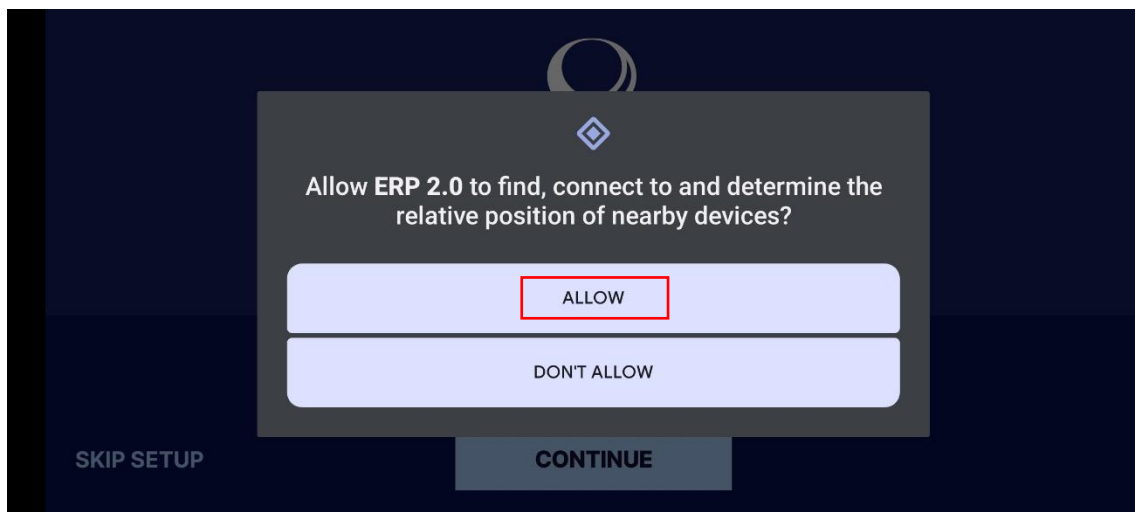 Allow ERP 2.0 to find, connect to and determine the
relative position of nearby devices?
ALLOW
DON'T ALLOW
SKIP SETUP
CONTINUE